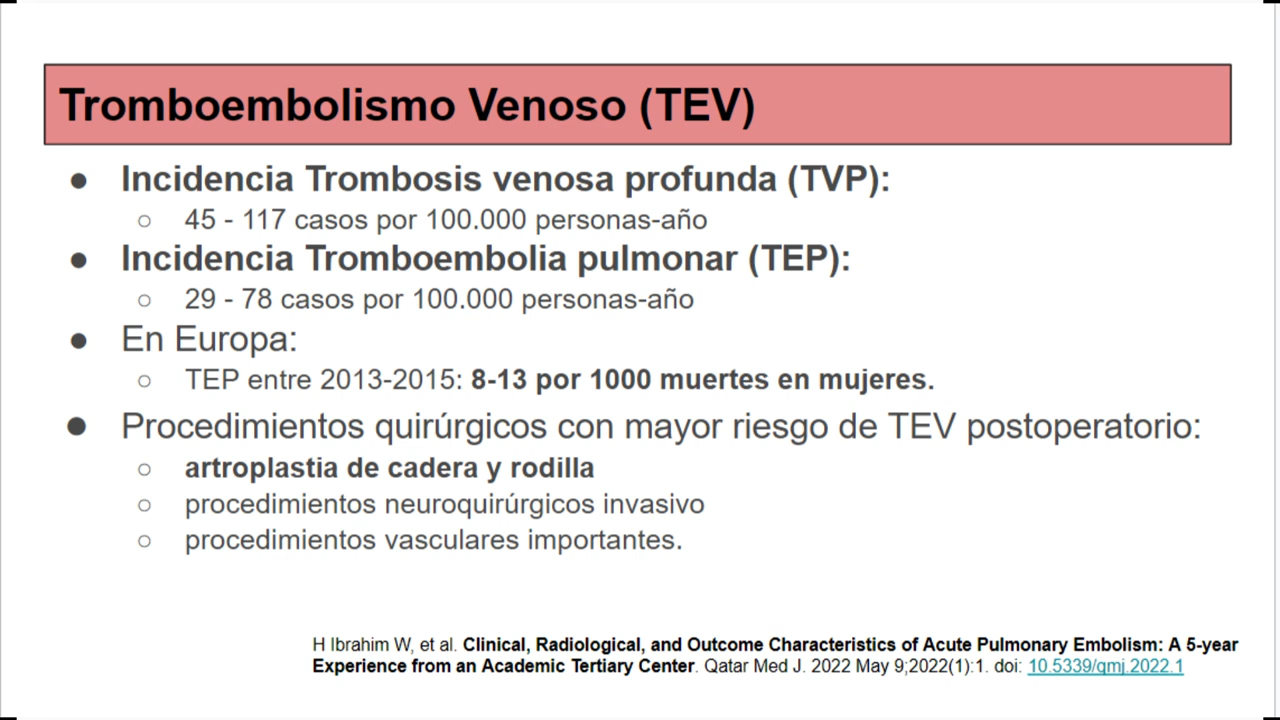 Tromboembolismo Venoso (TEV)
● Incidencia Trombosis venosa profunda (TVP):
○ 45 - 117 casos por 100.000 personas-año
● Incidencia Tromboembolia pulmonar (TEP):
○ 29 - 78 casos por 100.000 personas-año
● En Europa:
○ TEP entre 2013-2015: 8-13 por 1000 muertes en mujeres.
● Procedimientos quirúrgicos con mayor riesgo de TEV postoperatorio:
○ artroplastia de cadera y rodilla
○ procedimientos neuroquirúrgicos invasivo
○ procedimientos vasculares importantes.
H Ibrahim W, et al. Clinical, Radiological, and Outcome Characteristics of Acute Pulmonary Embolism: A 5-year
Experience from an Academic Tertiary Center. Qatar Med J. 2022 May 9;2022(1):1. doi: 10.5339/qmj.2022.1